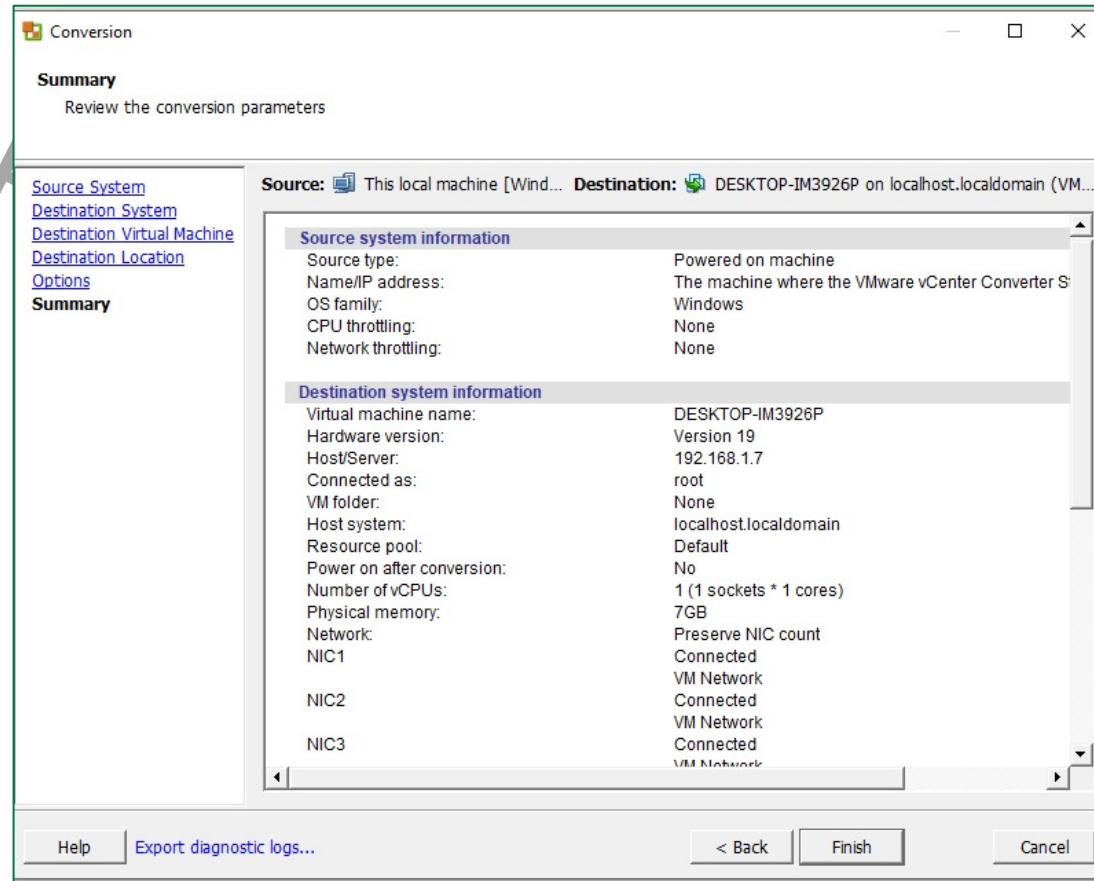 Conversion
Summary
Review the conversion parameters
Source System
Destination System
Destination Virtual Machine
Destination Location
Options
Summary
Source: This local machine [Wind... Destination: DESKTOP-IM3926P on localhost.localdomain (VM...
Source system information
Source type: Powered on machine
Name/IP address: The machine where the VMware vCenter Converter S
OS family: Windows
CPU throttling: None
Network throttling: None
Destination system information
Virtual machine name: DESKTOP-IM3926P
Hardware version: Version 19
Host/Server: 192.168.1.7
Connected as: root
VM folder: None
Host system: localhost.localdomain
Resource pool: Default
Power on after conversion: No
Number of vCPUs: 1 (1 sockets * 1 cores)
Physical memory: 7GB
Network: Preserve NIC count
NIC1 Connected
VM Network
NIC2 Connected
VM Network
NIC3 Connected
VM Network
Help Export diagnostic logs... < Back Finish Cancel